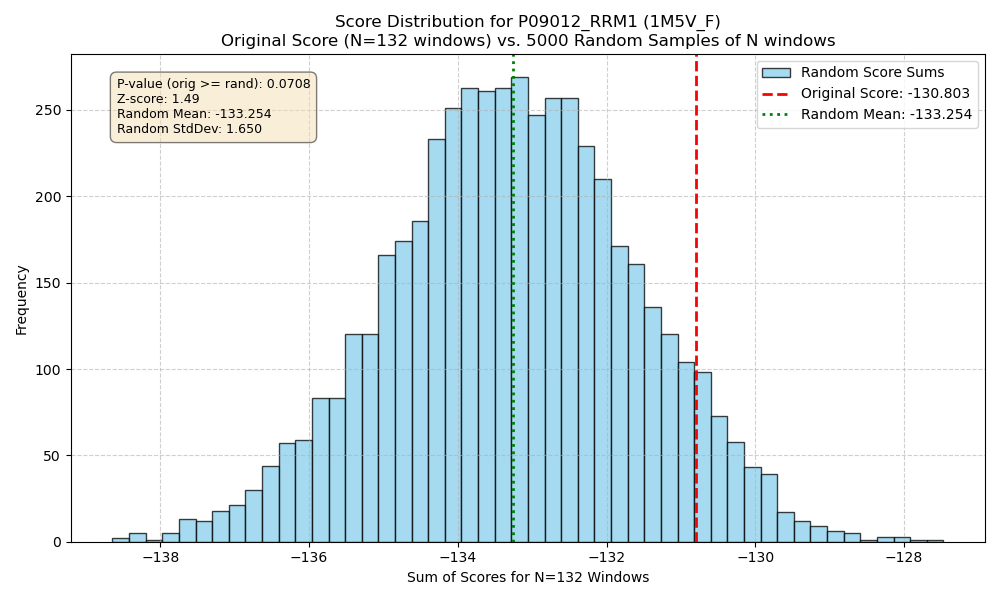 Score Distribution for P09012_RRM1 (1M5V_F)
Original Score (N=132 windows) vs. 5000 Random Samples of N windows
P-value (orig >= rand): 0.0708
Z-score: 1.49
Random Mean: -133.254
Random StdDev: 1.650
Random Score Sums
Original Score: -130.803
Random Mean: -133.254
Frequency
250
200
150
100
50
0
−138
−136
−134
−132
−130
−128
Sum of Scores for N=132 Windows